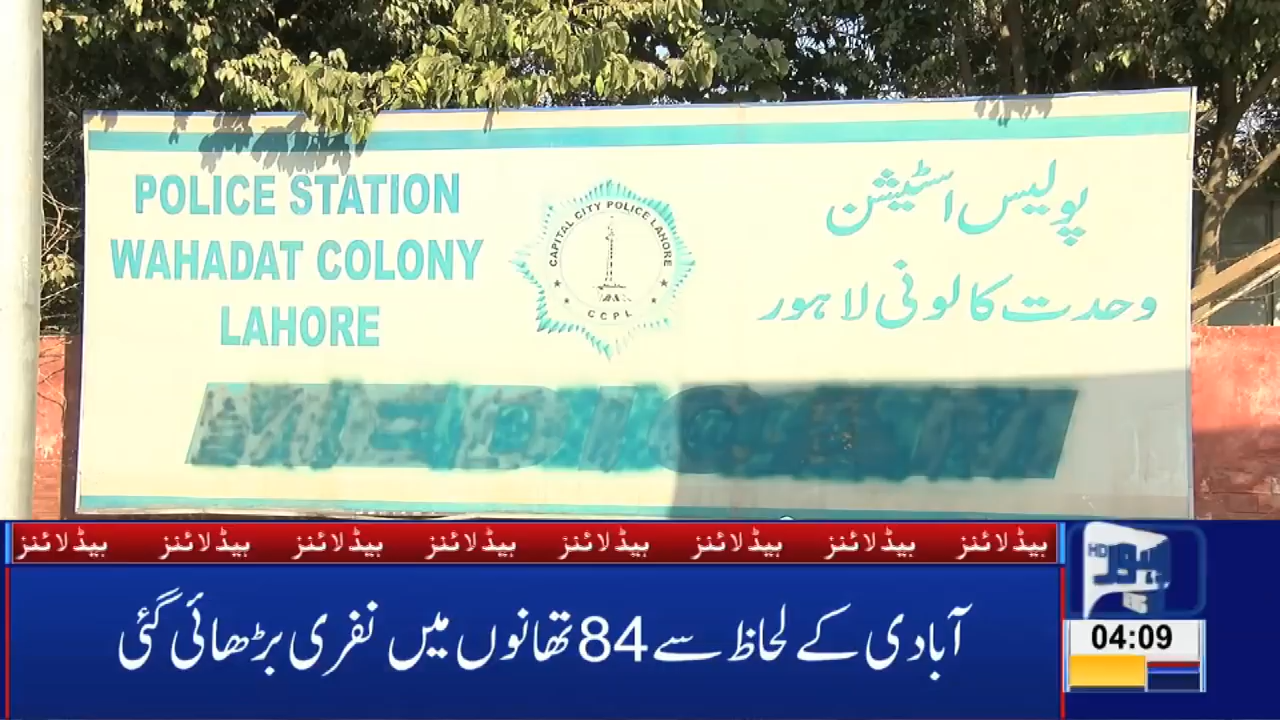 POLICE STATION
WAHADAT COLONY
LAHORE
CAPITAL CITY POLICE LAHORE
CCPL
پولیس اسٹیشن
وحدت کالونی لاہور
ہیڈلائنز ہیڈلائنز ہیڈلائنز ہیڈلائنز ہیڈلائنز ہیڈلائنز ہیڈلائنز ہیڈلائنز
HD
04:09
آبادی کے لحاظ سے 84 تھانوں میں نفری بڑھائی گئی